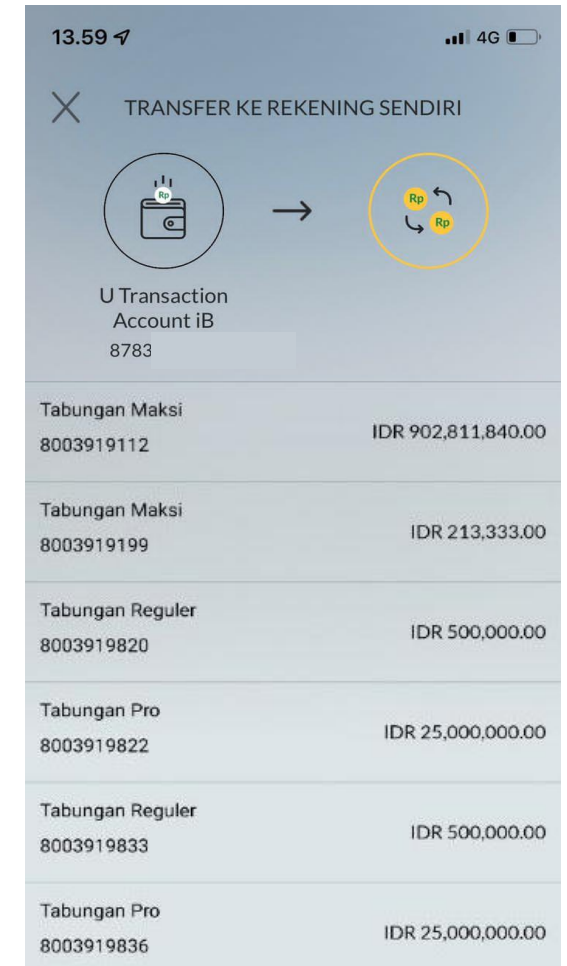 13.59 4G
TRANSFER KE REKENING SENDIRI
Rp Rp
Rp
U Transaction
Account iB
8783
Tabungan Maksi
8003919112 IDR 902,811,840.00
Tabungan Maksi
8003919199 IDR 213,333.00
Tabungan Reguler
8003919820 IDR 500,000.00
Tabungan Pro
8003919822 IDR 25,000,000.00
Tabungan Reguler
8003919833 IDR 500,000.00
Tabungan Pro
8003919836 IDR 25,000,000.00